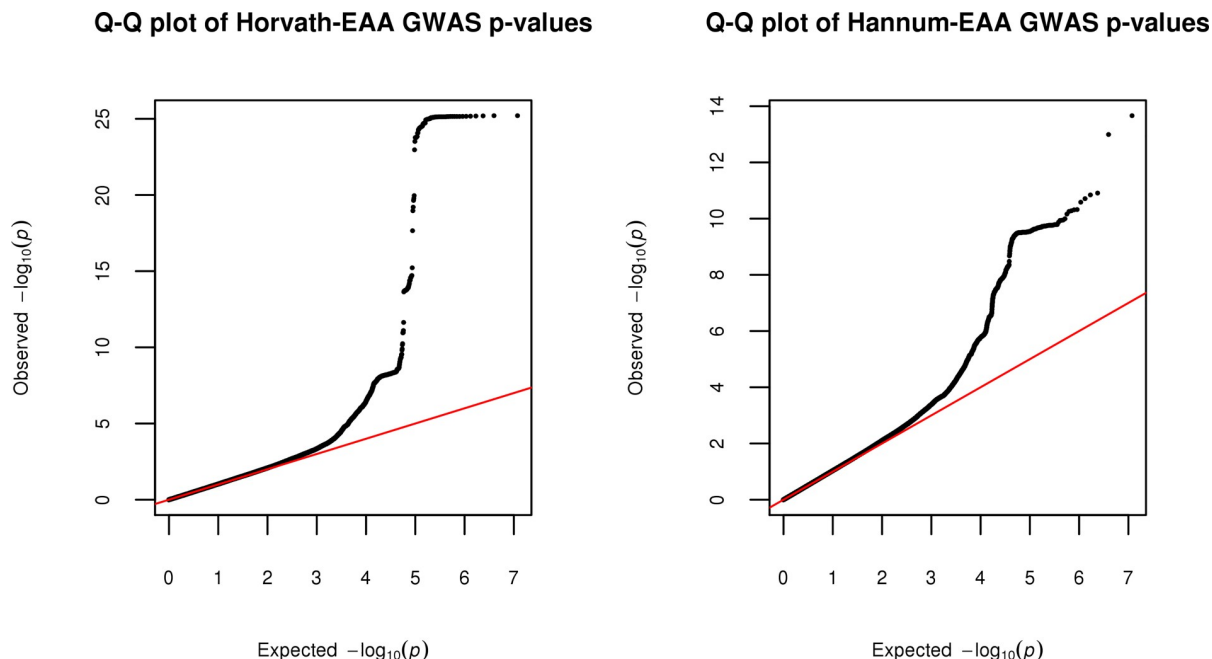 Q-Q plot of Horvath-EAA GWAS p-values
25
20
15
10
5
0
Observed −log₁₀(p)
0 1 2 3 4 5 6 7
Expected −log₁₀(p)
Q-Q plot of Hannum-EAA GWAS p-values
14
12
10
8
6
4
2
0
Observed −log₁₀(p)
0 1 2 3 4 5 6 7
Expected −log₁₀(p)